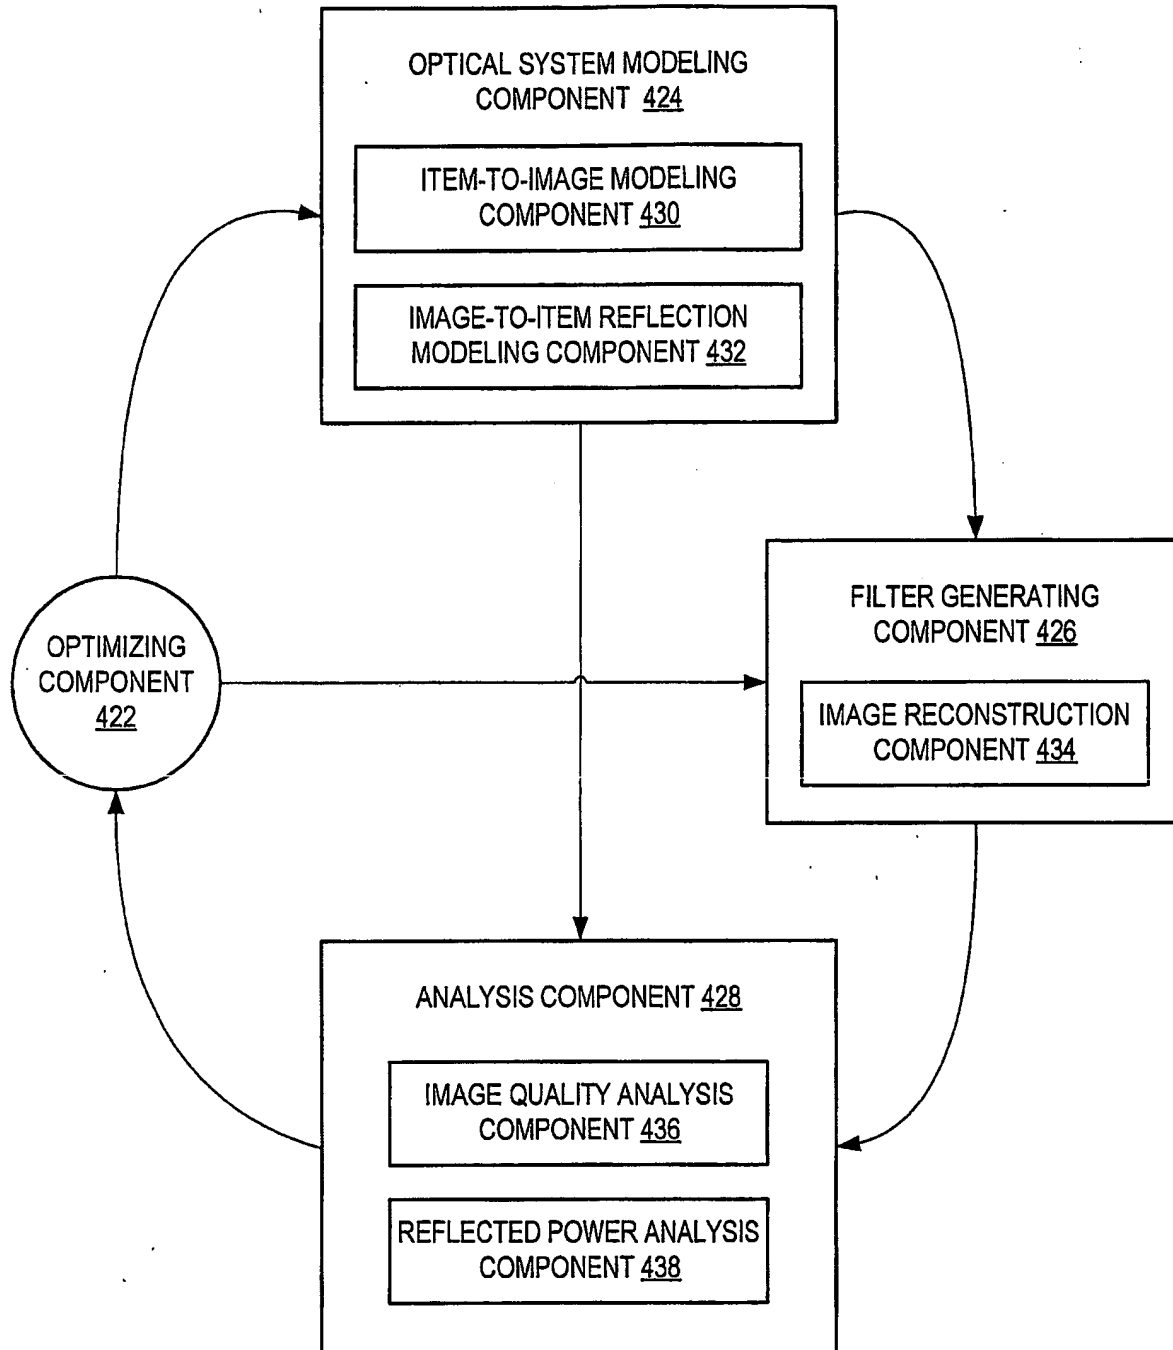 OPTICAL SYSTEM MODELING
COMPONENT 424
ITEM-TO-IMAGE MODELING
COMPONENT 430
IMAGE-TO-ITEM REFLECTION
MODELING COMPONENT 432
FILTER GENERATING
COMPONENT 426
IMAGE RECONSTRUCTION
COMPONENT 434
OPTIMIZING
COMPONENT
422
ANALYSIS COMPONENT 428
IMAGE QUALITY ANALYSIS
COMPONENT 436
REFLECTED POWER ANALYSIS
COMPONENT 438